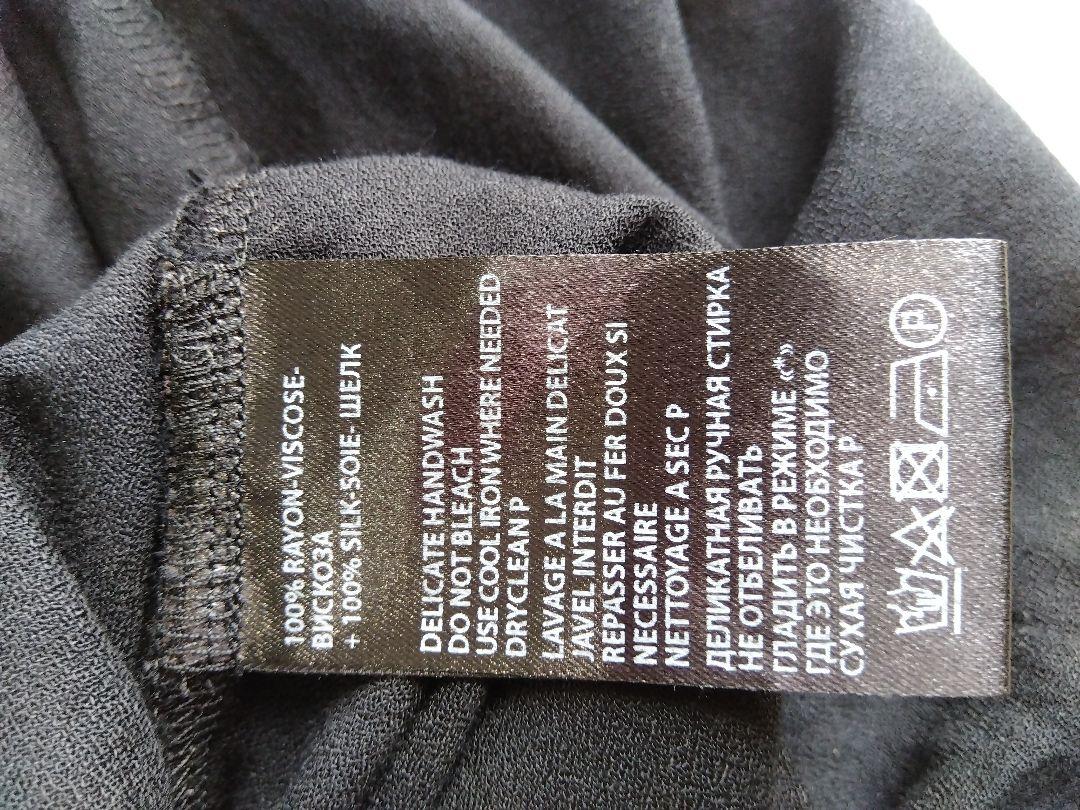 100% RAYON-VISCOSE-
ВИСКОЗА
+ 100% SILK-SOIE- ШЕЛК
DELICATE HANDWASH
DO NOT BLEACH
USE COOL IRON WHERE NEEDED
DRYCLEAN P
LAVAGE A LA MAIN DELICAT
JAVEL INTERDIT
REPASSER AU FER DOUX SI
NECESSAIRE
NETTOYAGE A SEC P
ДЕЛИКАТНАЯ РУЧНАЯ СТИРКА
НЕ ОТБЕЛИВАТЬ
ГЛАДИТЬ В РЕЖИМЕ «*»
ГДЕ ЭТО НЕОБХОДИМО
СУХАЯ ЧИСТКА P
P